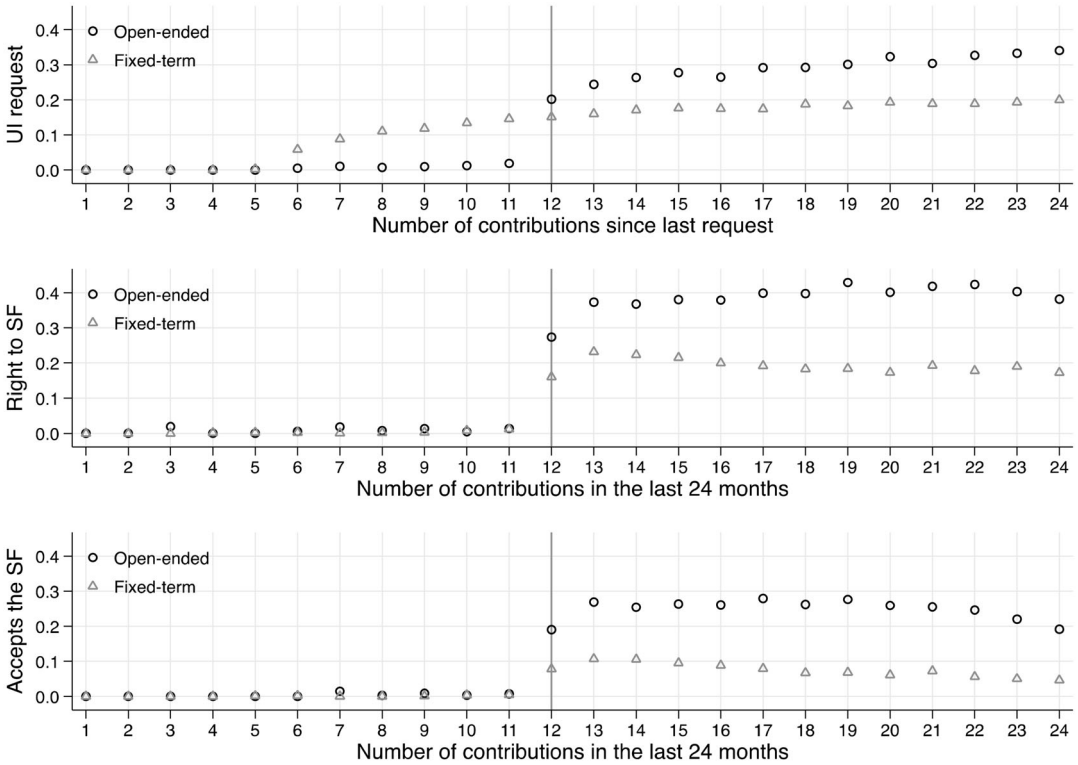 UI request
0.4
0.3
0.2
0.1
0.0
Open-ended
Fixed-term
1 2 3 4 5 6 7 8 9 10 11 12 13 14 15 16 17 18 19 20 21 22 23 24
Number of contributions since last request
Right to SF
0.4
0.3
0.2
0.1
0.0
Open-ended
Fixed-term
1 2 3 4 5 6 7 8 9 10 11 12 13 14 15 16 17 18 19 20 21 22 23 24
Number of contributions in the last 24 months
Accepts the SF
0.4
0.3
0.2
0.1
0.0
Open-ended
Fixed-term
1 2 3 4 5 6 7 8 9 10 11 12 13 14 15 16 17 18 19 20 21 22 23 24
Number of contributions in the last 24 months